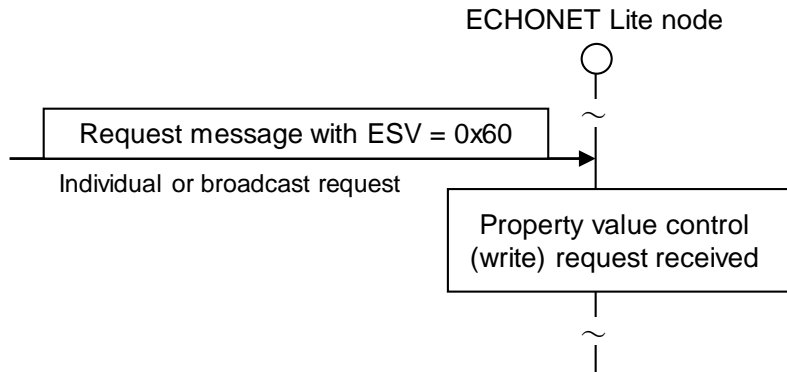 ECHONET Lite node
Request message with ESV = 0x60
Individual or broadcast request
Property value control
(write) request received